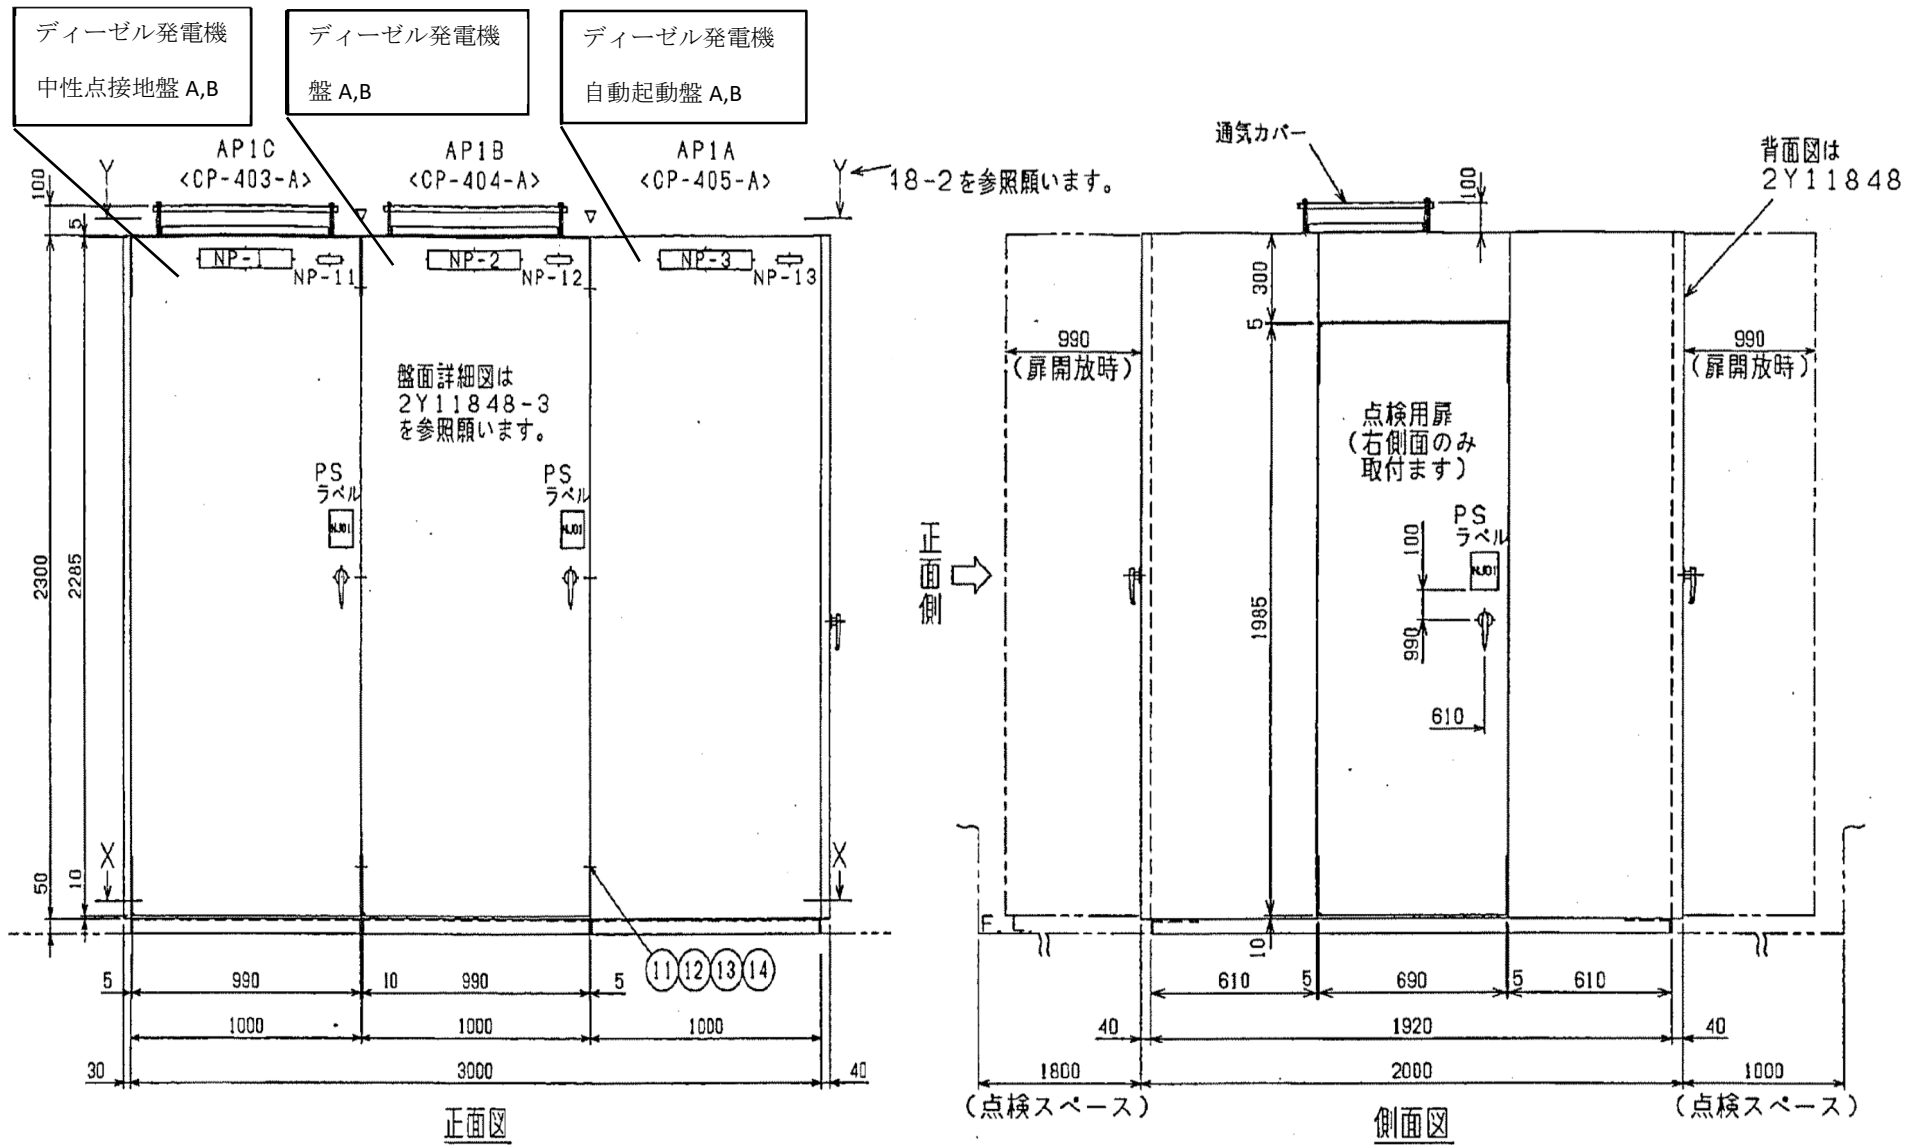 ディーゼル発電機
中性点接地盤 A,B
ディーゼル発電機
盤 A,B
ディーゼル発電機
自動起動盤 A,B
AP1C
<CP-403-A>
AP1B
<CP-404-A>
AP1A
<CP-405-A>
Y
Y
48-2を参照願います。
100
5
NP-1
NP-11
NP-2
NP-12
NP-3
NP-13
盤面詳細図は
2Y11848-3
を参照願います。
PS
ラベル
NJ01
PS
ラベル
NJ01
2300
2285
X
X
50
10
11
12
13
14
5
990
10
990
5
1000
1000
1000
30
3000
40
正面図
通気カバー
100
背面図は
2Y11848
300
5
990
(扉開放時)
990
(扉開放時)
点検用扉
(右側面のみ
取付ます)
正面側
PS
ラベル
NJ01
100
990
1985
610
F.L.
10
610
5
690
5
610
40
1920
40
1800
2000
1000
(点検スペース)
(点検スペース)
側面図